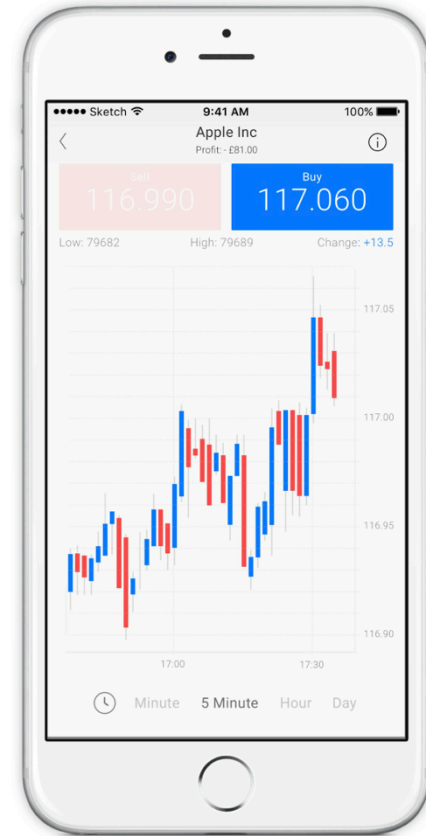 Sketch 9:41 AM 100%
Apple Inc
Profit: - £81.00
Sell Buy
116.990 117.060
Low: 79682 High: 79689 Change: +13.5
117.05
117.00
116.95
116.90
17:00 17:30
Minute 5 Minute Hour Day